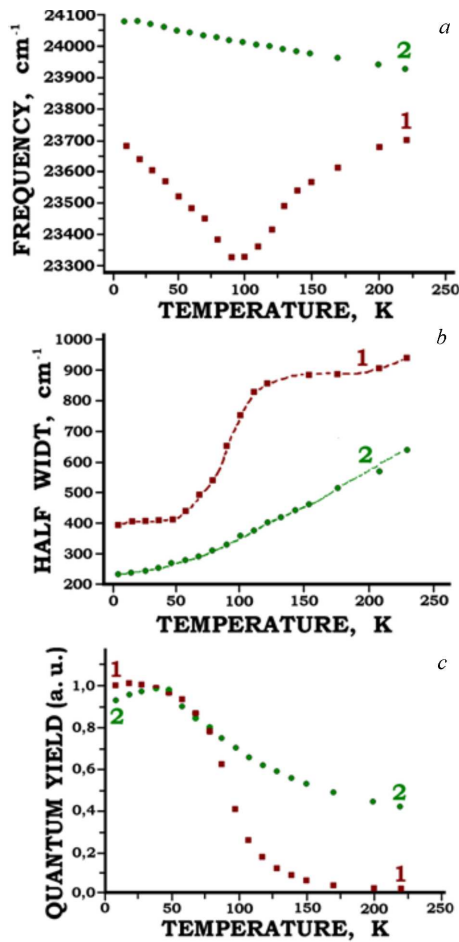 a
FREQUENCY, cm-1
24100
24000
23900
23800
23700
23600
23500
23400
23300
2
1
0 50 100 150 200 250
TEMPERATURE, K
b
HALF WIDT, cm-1
1000
900
800
700
600
500
400
300
200
1
2
0 50 100 150 200 250
TEMPERATURE, K
c
QUANTUM YIELD (a. u.)
1,0
0,8
0,6
0,4
0,2
0,0
1
2
2
1
0 50 100 150 200 250
TEMPERATURE, K